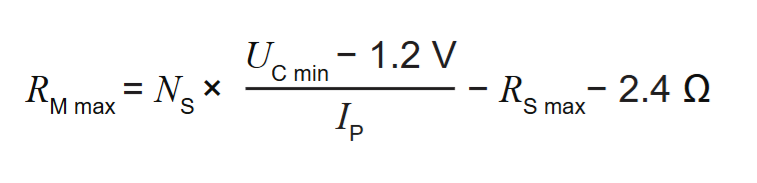 R_M max = N_S × (U_C min − 1.2 V) / I_P − R_S max − 2.4 Ω